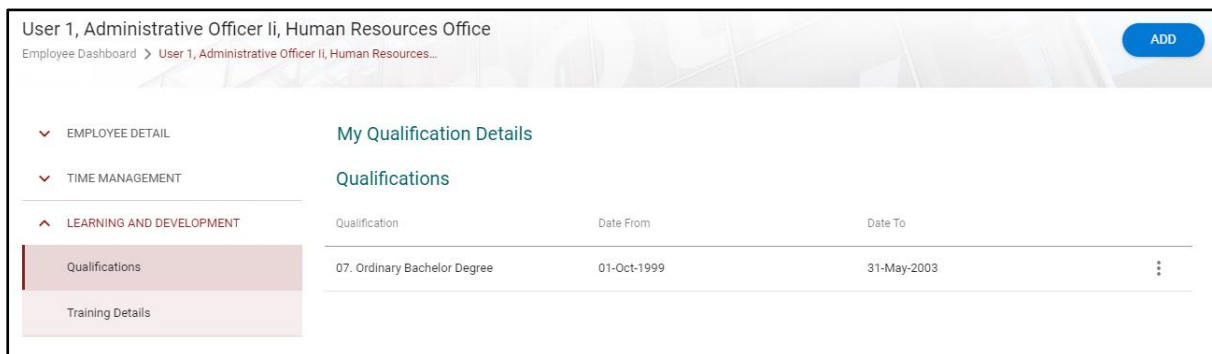 User 1, Administrative Officer Ii, Human Resources Office
Employee Dashboard > User 1, Administrative Officer Ii, Human Resources...
ADD
EMPLOYEE DETAIL
TIME MANAGEMENT
LEARNING AND DEVELOPMENT
Qualifications
Training Details
My Qualification Details
Qualifications
Qualification Date From Date To
07. Ordinary Bachelor Degree 01-Oct-1999 31-May-2003